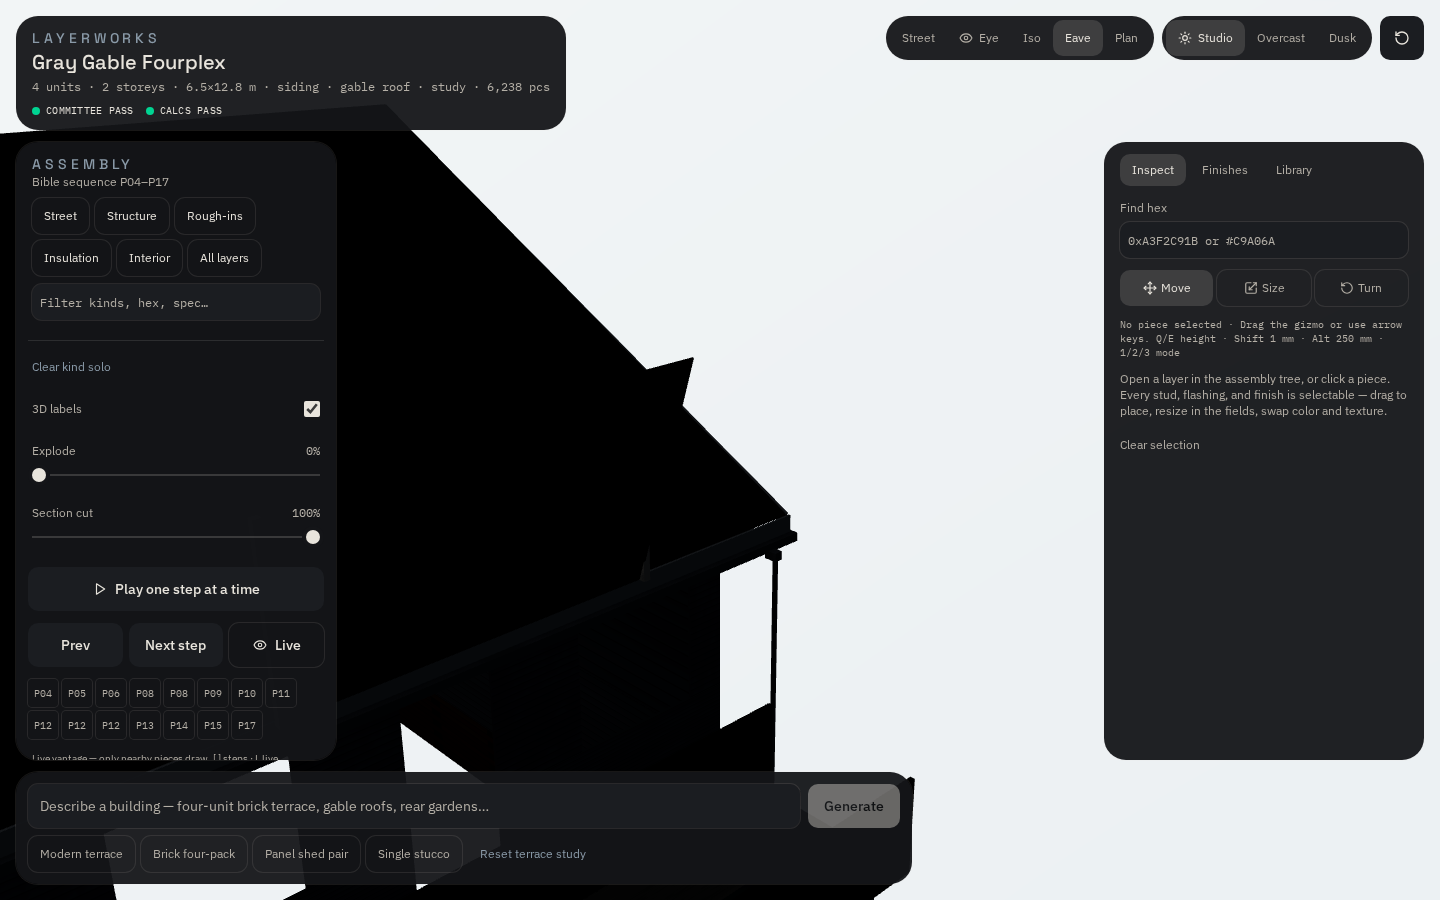 LAYERWORKS
Gray Gable Fourplex
4 units · 2 storeys · 6.5×12.8 m · siding · gable roof · study · 6,238 pcs
COMMITTEE PASS CALCS PASS
Street Eye Iso Eave Plan Studio Overcast Dusk
ASSEMBLY
Bible sequence P04–P17
Street Structure Rough-ins
Insulation Interior All layers
Filter kinds, hex, spec…
Clear kind solo
3D labels
Explode 0%
Section cut 100%
Play one step at a time
Prev Next step Live
P04 P05 P06 P08 P08 P09 P10 P11
P12 P12 P12 P13 P14 P15 P17
Live vantage — only nearby pieces draw. [ ] steps · L live
Inspect Finishes Library
Find hex
0xA3F2C91B or #C9A06A
Move Size Turn
No piece selected · Drag the gizmo or use arrow
keys. Q/E height · Shift 1 mm · Alt 250 mm ·
1/2/3 mode
Open a layer in the assembly tree, or click a piece.
Every stud, flashing, and finish is selectable — drag to
place, resize in the fields, swap color and texture.
Clear selection
Describe a building — four-unit brick terrace, gable roofs, rear gardens…
Generate
Modern terrace Brick four-pack Panel shed pair Single stucco Reset terrace study